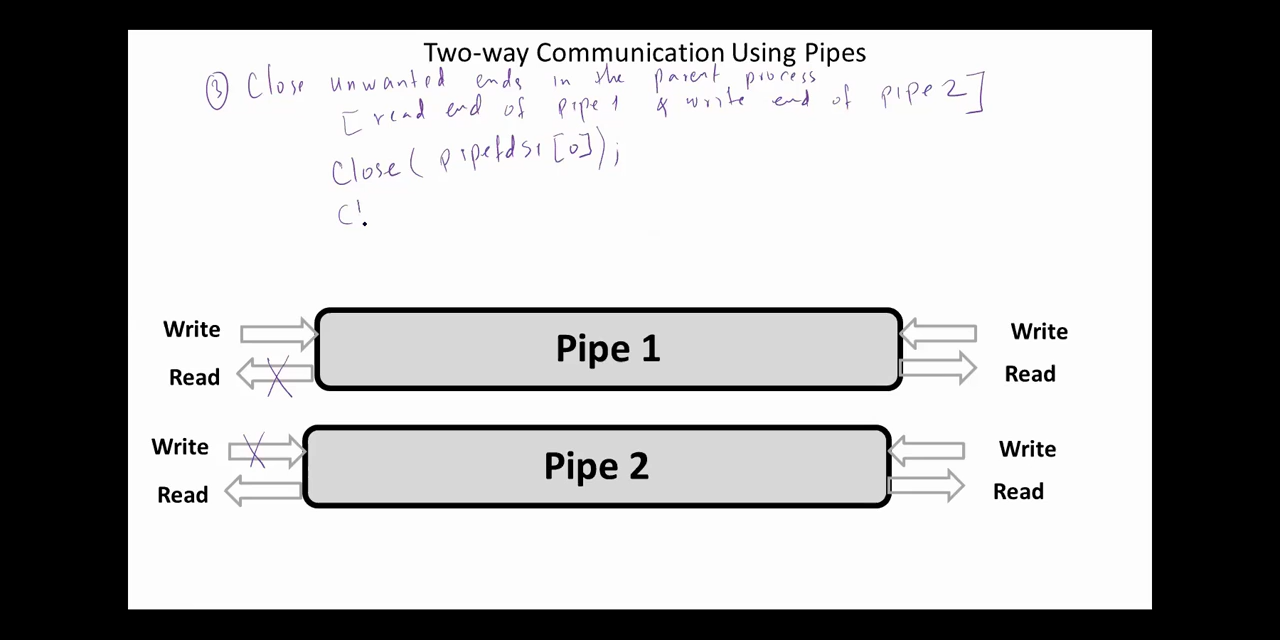 Two-way Communication Using Pipes
③ Close unwanted ends in the parent process
[read end of pipe 1 & write end of pipe 2]
Close( pipefds1 [0]);
Cl
Write
Pipe 1
Write
Read
Read
Write
Pipe 2
Write
Read
Read